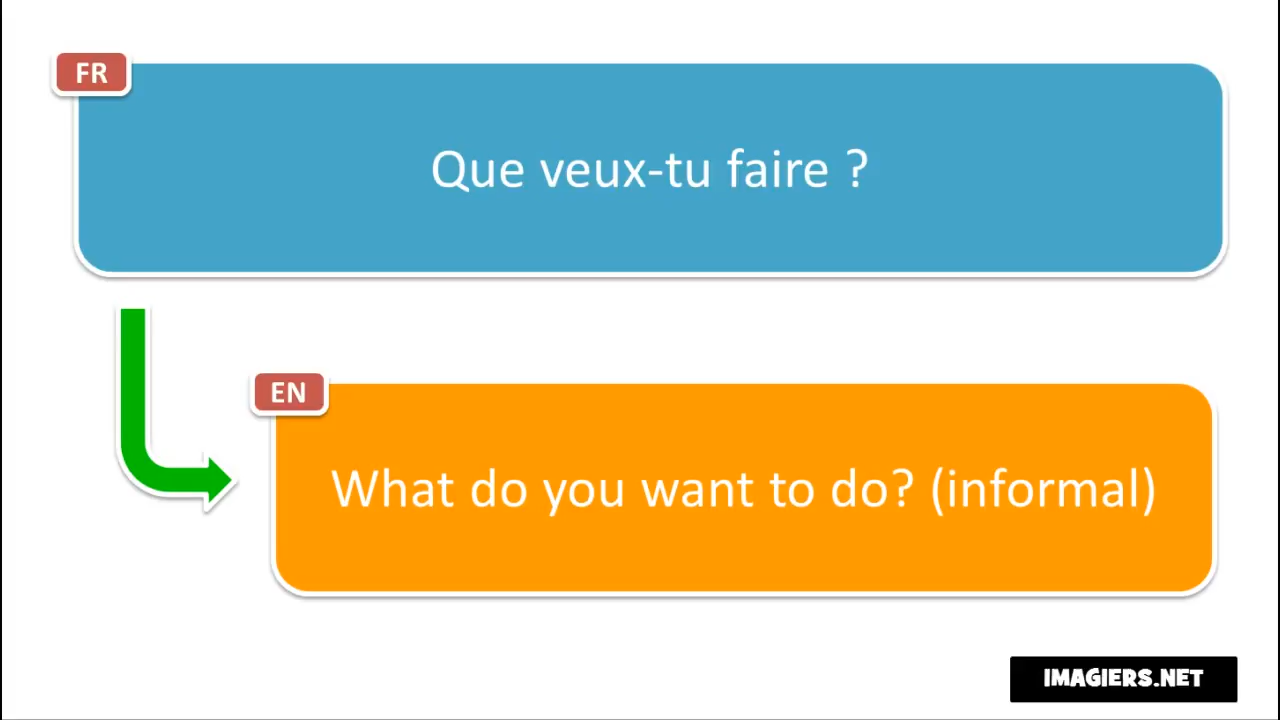 FR
Que veux-tu faire ?
EN
What do you want to do? (informal)
IMAGIERS.NET